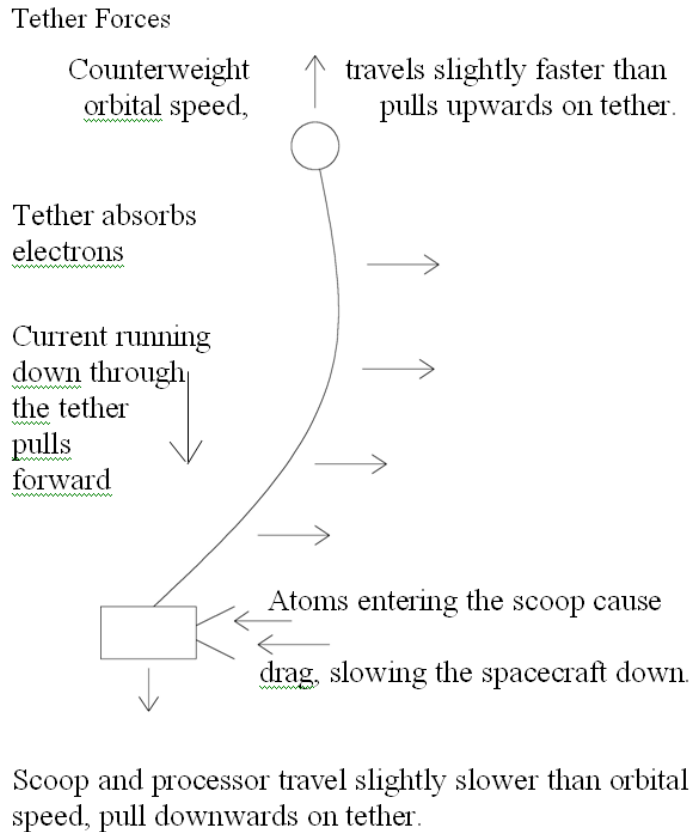 Tether Forces
Counterweight travels slightly faster than
orbital speed, pulls upwards on tether.
Tether absorbs
electrons
Current running
down through
the tether
pulls
forward
Atoms entering the scoop cause
drag, slowing the spacecraft down.
Scoop and processor travel slightly slower than orbital
speed, pull downwards on tether.